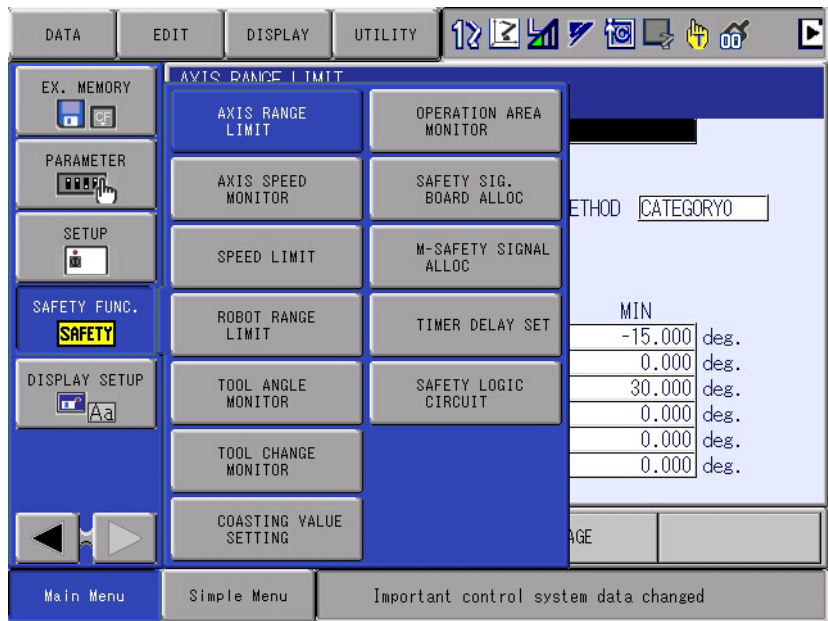 DATA
EDIT
DISPLAY
UTILITY
12
00
EX. MEMORY
CF
PARAMETER
SETUP
SAFETY FUNC.
SAFETY
DISPLAY SETUP
Aa
AXIS RANGE LIMIT
AXIS RANGE
LIMIT
AXIS SPEED
MONITOR
SPEED LIMIT
ROBOT RANGE
LIMIT
TOOL ANGLE
MONITOR
TOOL CHANGE
MONITOR
COASTING VALUE
SETTING
OPERATION AREA
MONITOR
SAFETY SIG.
BOARD ALLOC
M-SAFETY SIGNAL
ALLOC
TIMER DELAY SET
SAFETY LOGIC
CIRCUIT
ETHOD CATEGORY0
MIN
-15.000 deg.
0.000 deg.
30.000 deg.
0.000 deg.
0.000 deg.
0.000 deg.
AGE
Main Menu
Simple Menu
Important control system data changed